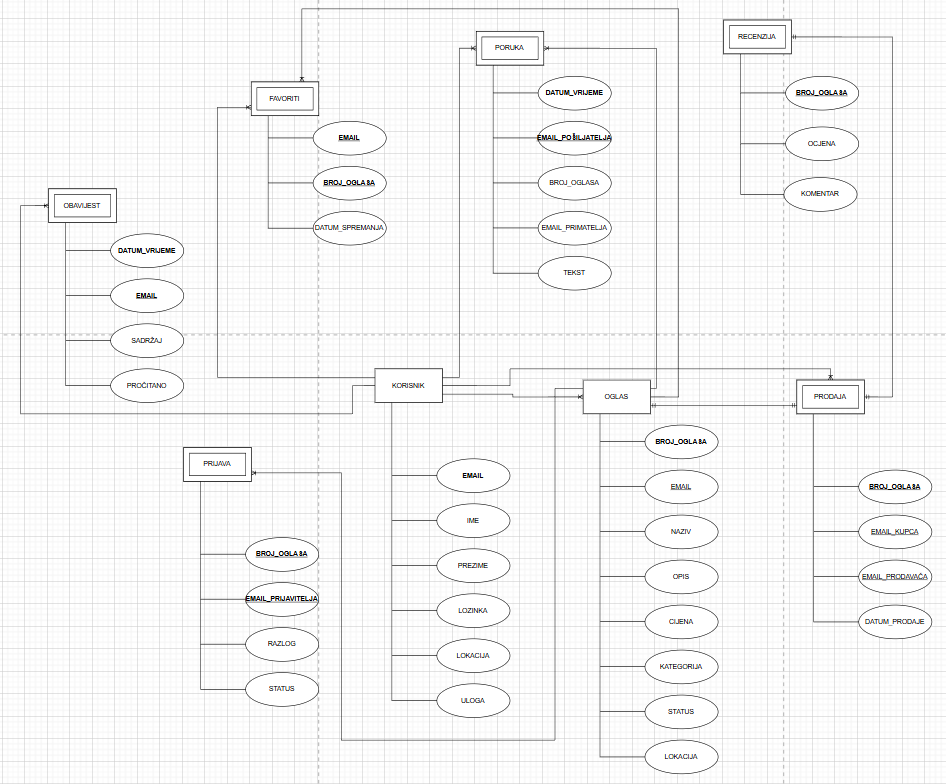 RECENZIJA
BROJ_OGLASA
OCJENA
KOMENTAR
PORUKA
DATUM_VRIJEME
EMAIL_POŠILJATELJA
BROJ_OGLASA
EMAIL_PRIMATELJA
TEKST
FAVORITI
EMAIL
BROJ_OGLASA
DATUM_SPREMANJA
OBAVIJEST
DATUM_VRIJEME
EMAIL
SADRŽAJ
PROČITANO
KORISNIK
EMAIL
IME
PREZIME
LOZINKA
LOKACIJA
ULOGA
OGLAS
BROJ_OGLASA
EMAIL
NAZIV
OPIS
CIJENA
KATEGORIJA
STATUS
LOKACIJA
PRODAJA
BROJ_OGLASA
EMAIL_KUPCA
EMAIL_PRODAVAČA
DATUM_PRODAJE
PRIJAVA
BROJ_OGLASA
EMAIL_PRIJAVITELJA
RAZLOG
STATUS